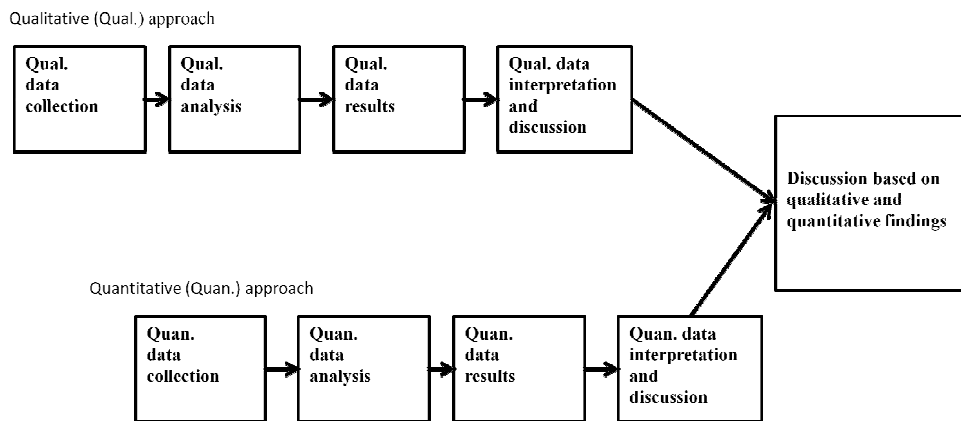 Qualitative (Qual.) approach
Qual.
data
collection
Qual.
data
analysis
Qual.
data
results
Qual. data
interpretation
and
discussion
Discussion based on
qualitative and
quantitative findings
Quantitative (Quan.) approach
Quan.
data
collection
Quan.
data
analysis
Quan.
data
results
Quan. data
interpretation
and
discussion